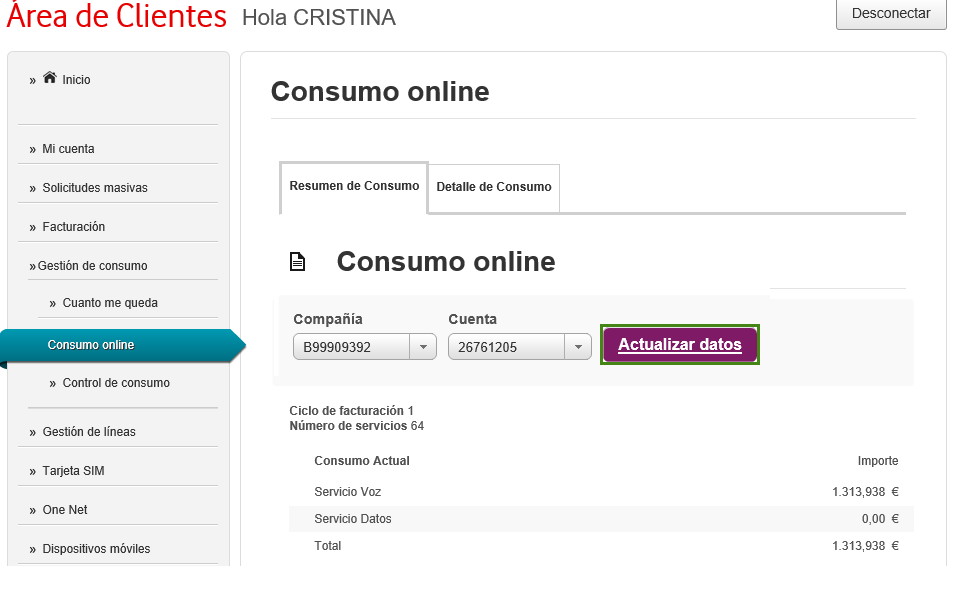 Área de Clientes Hola CRISTINA
Desconectar
» Inicio
» Mi cuenta
» Solicitudes masivas
» Facturación
» Gestión de consumo
» Cuanto me queda
Consumo online
» Control de consumo
» Gestión de líneas
» Tarjeta SIM
» One Net
» Dispositivos móviles
Consumo online
Resumen de Consumo Detalle de Consumo
Consumo online
Compañía Cuenta
B99909392 26761205 Actualizar datos
Ciclo de facturación 1
Número de servicios 64
Consumo Actual Importe
Servicio Voz 1.313,938 €
Servicio Datos 0,00 €
Total 1.313,938 €